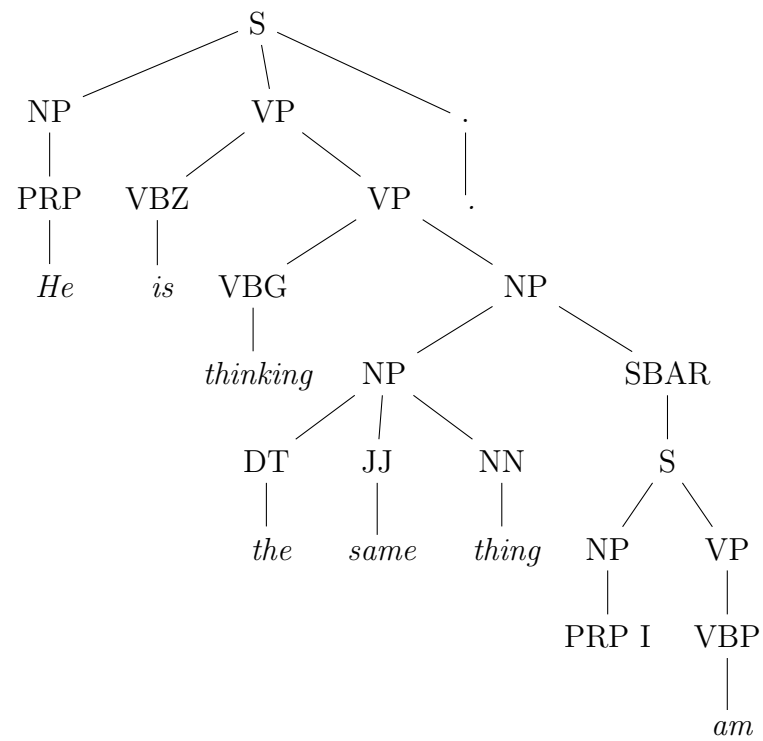 S
NP VP .
PRP VBZ VP .
He is VBG NP
thinking NP SBAR
DT JJ NN S
the same thing NP VP
PRP I VBP
am